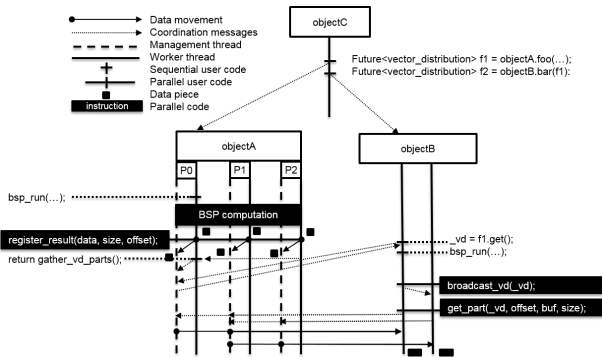 Data movement
Coordination messages
Management thread
Worker thread
Sequential user code
Parallel user code
Data piece
instruction
Parallel code
objectC
Future<vector_distribution> f1 = objectA.foo(…);
Future<vector_distribution> f2 = objectB.bar(f1):
objectA
objectB
P0
P1
P2
bsp_run(…);
BSP computation
register_result(data, size, offset);
return gather_vd_parts();
_vd = f1.get();
bsp_run(…);
broadcast_vd(_vd);
get_part(_vd, offset, buf, size);